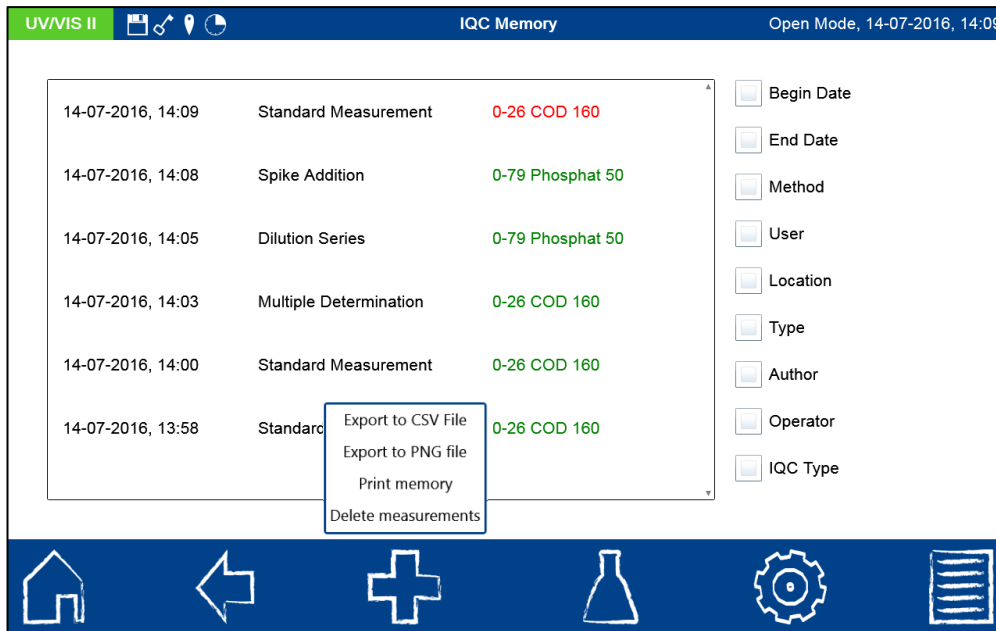 UV/VIS II IQC Memory Open Mode, 14-07-2016, 14:09
14-07-2016, 14:09 Standard Measurement 0-26 COD 160
14-07-2016, 14:08 Spike Addition 0-79 Phosphat 50
14-07-2016, 14:05 Dilution Series 0-79 Phosphat 50
14-07-2016, 14:03 Multiple Determination 0-26 COD 160
14-07-2016, 14:00 Standard Measurement 0-26 COD 160
14-07-2016, 13:58 Standard 0-26 COD 160
Export to CSV File
Export to PNG file
Print memory
Delete measurements
Begin Date
End Date
Method
User
Location
Type
Author
Operator
IQC Type